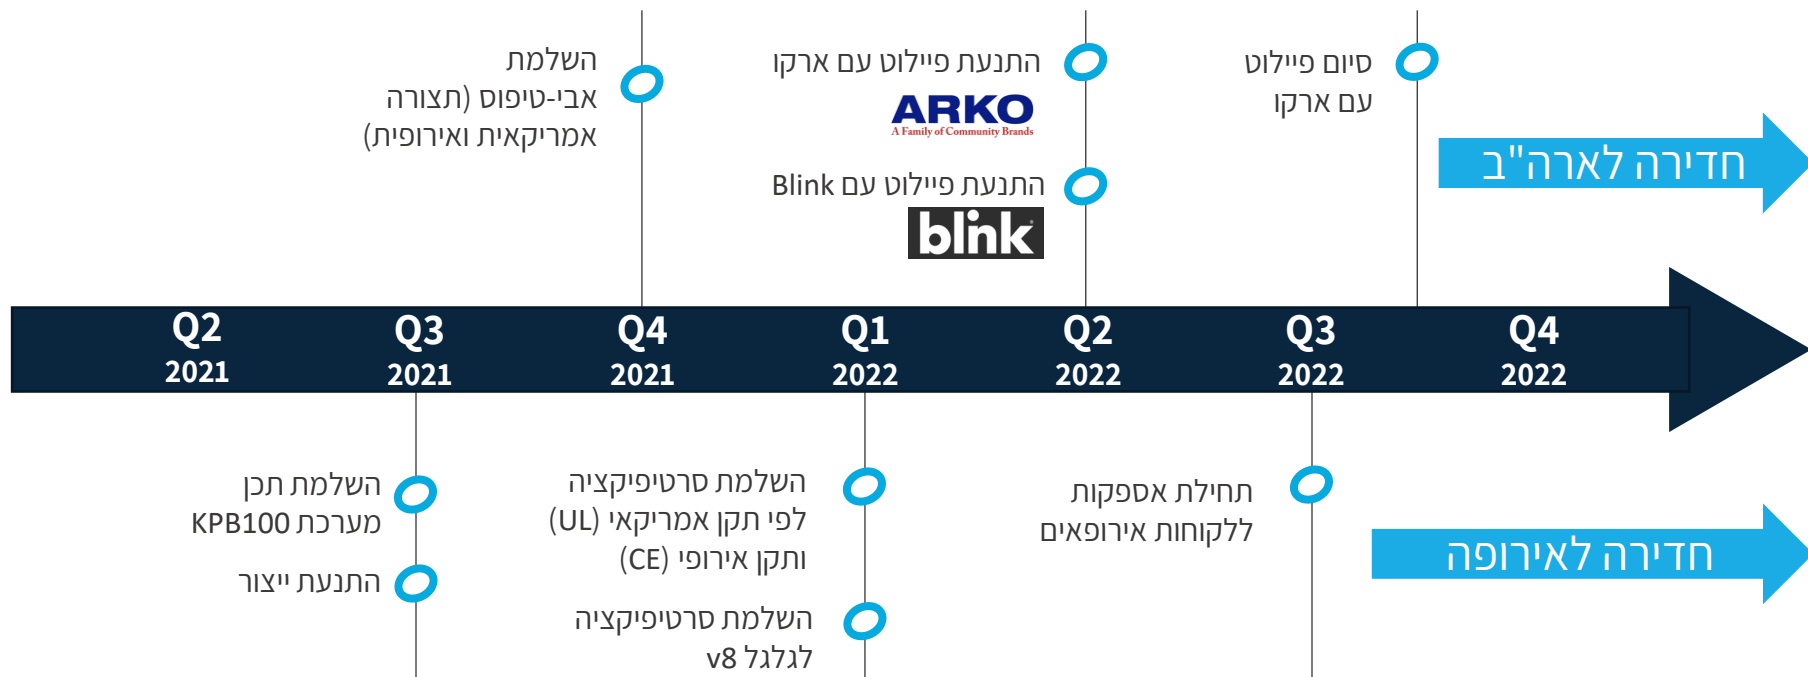 השלמת
אבי-טיפוס (תצורה
אמריקאית ואירופית)
התנעת פיילוט עם ארקו
ARKO
A Family of Community Brands
התנעת פיילוט עם Blink
blink
סיום פיילוט
עם ארקו
חדירה לארה"ב
Q2
2021
Q3
2021
Q4
2021
Q1
2022
Q2
2022
Q3
2022
Q4
2022
השלמת תכן
מערכת KPB100
התנעת ייצור
השלמת סרטיפיקציה
לפי תקן אמריקאי (UL)
ותקן אירופי (CE)
השלמת סרטיפיקציה
לגלגל v8
תחילת אספקות
ללקוחות אירופאים
חדירה לאירופה